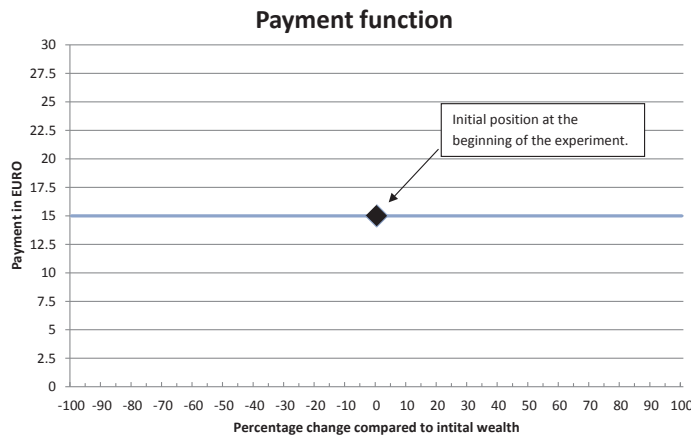 Payment function
30
27.5
25
22.5
20
17.5
15
12.5
10
7.5
5
2.5
0
Payment in EURO
Initial position at the
beginning of the experiment.
-100 -90 -80 -70 -60 -50 -40 -30 -20 -10 0 10 20 30 40 50 60 70 80 90 100
Percentage change compared to intital wealth